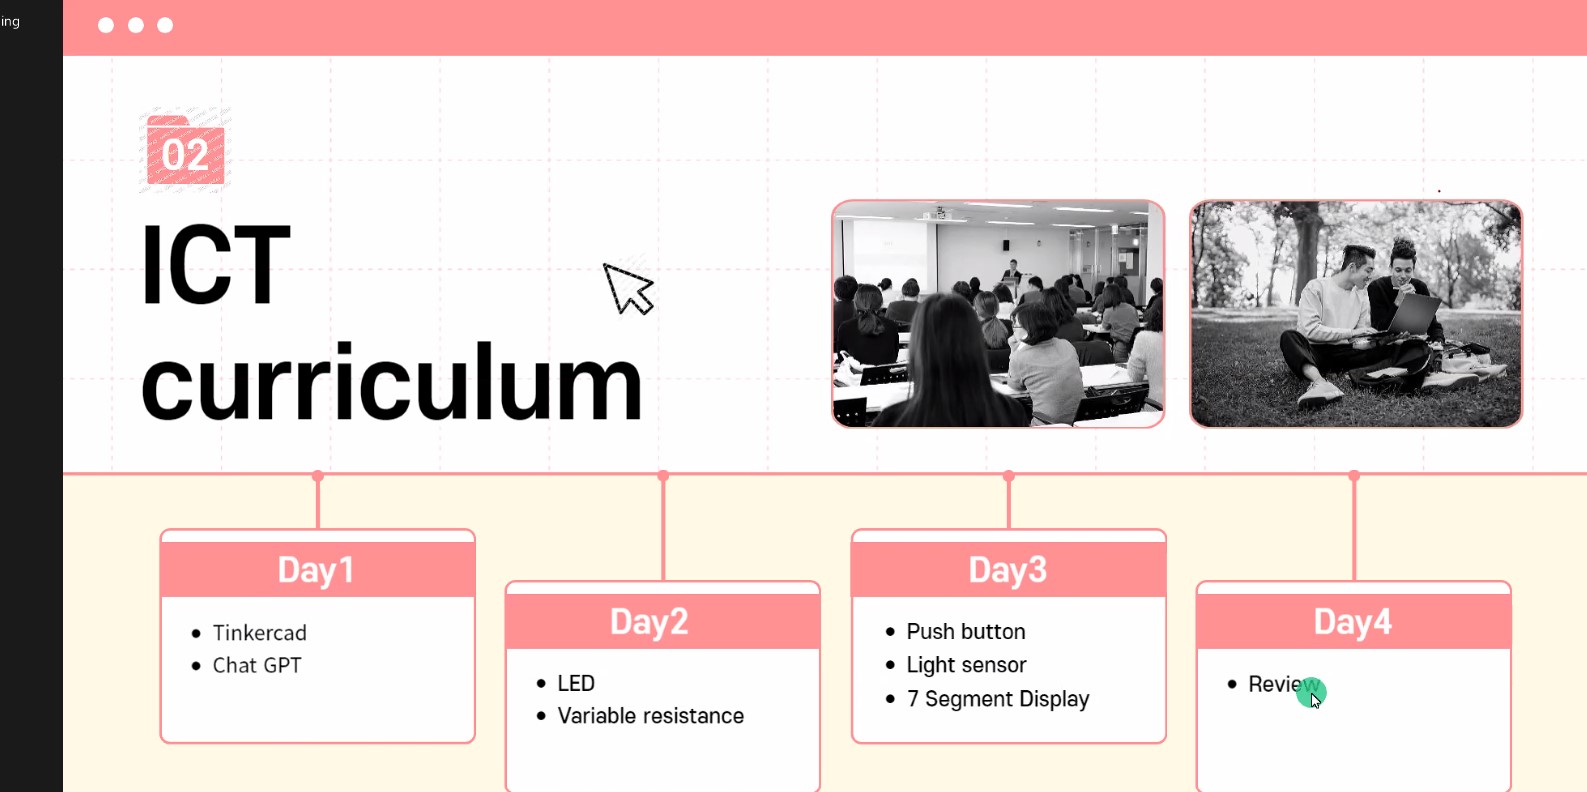 ing
02
ICT
curriculum
Day1
Tinkercad
Chat GPT
Day2
LED
Variable resistance
Day3
Push button
Light sensor
7 Segment Display
Day4
Review